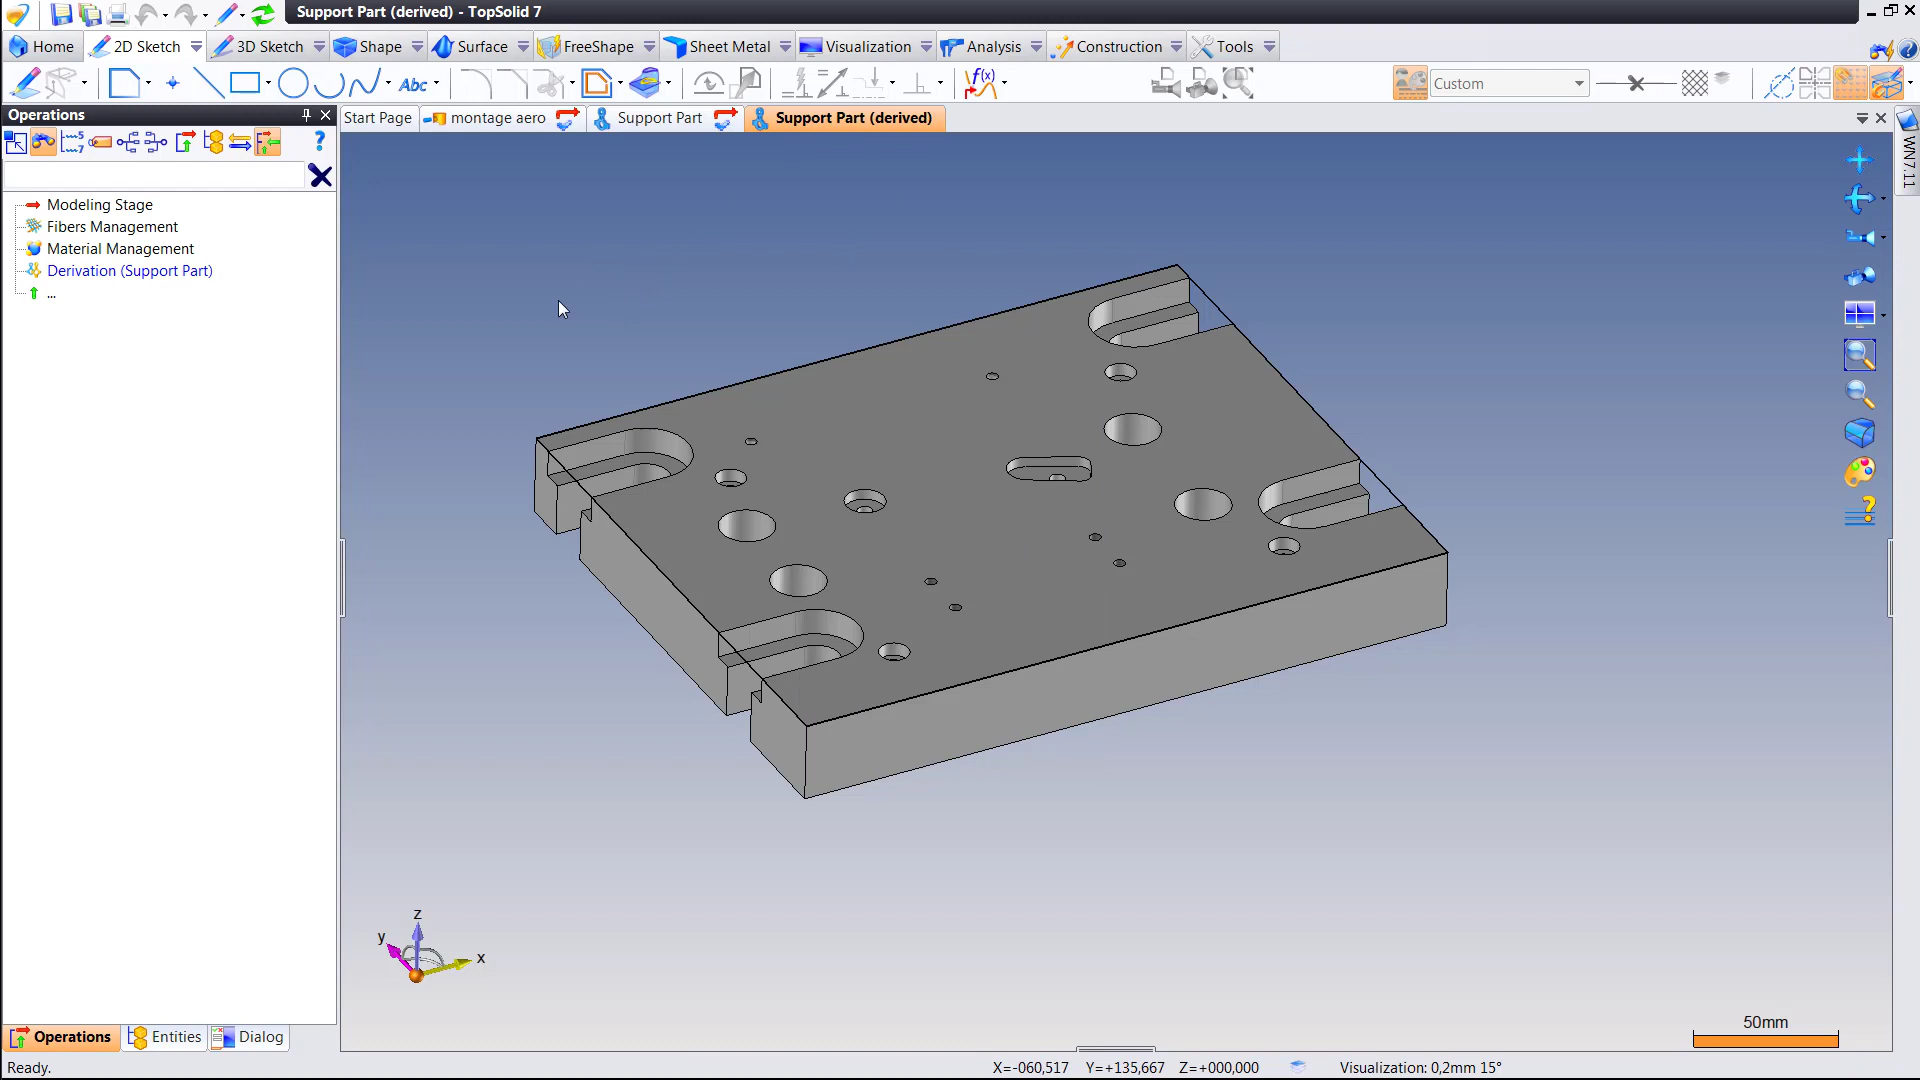 Support Part (derived) - TopSolid 7
Home 2D Sketch 3D Sketch Shape Surface FreeShape Sheet Metal Visualization Analysis Construction Tools
Abc f(x) Custom
Operations
Start Page montage aero Support Part Support Part (derived)
WN7.11
Modeling Stage
Fibers Management
Material Management
Derivation (Support Part)
...
z
y
x
50mm
Operations Entities Dialog
Ready. X=-060,517 Y=+135,667 Z=+000,000 Visualization: 0,2mm 15°